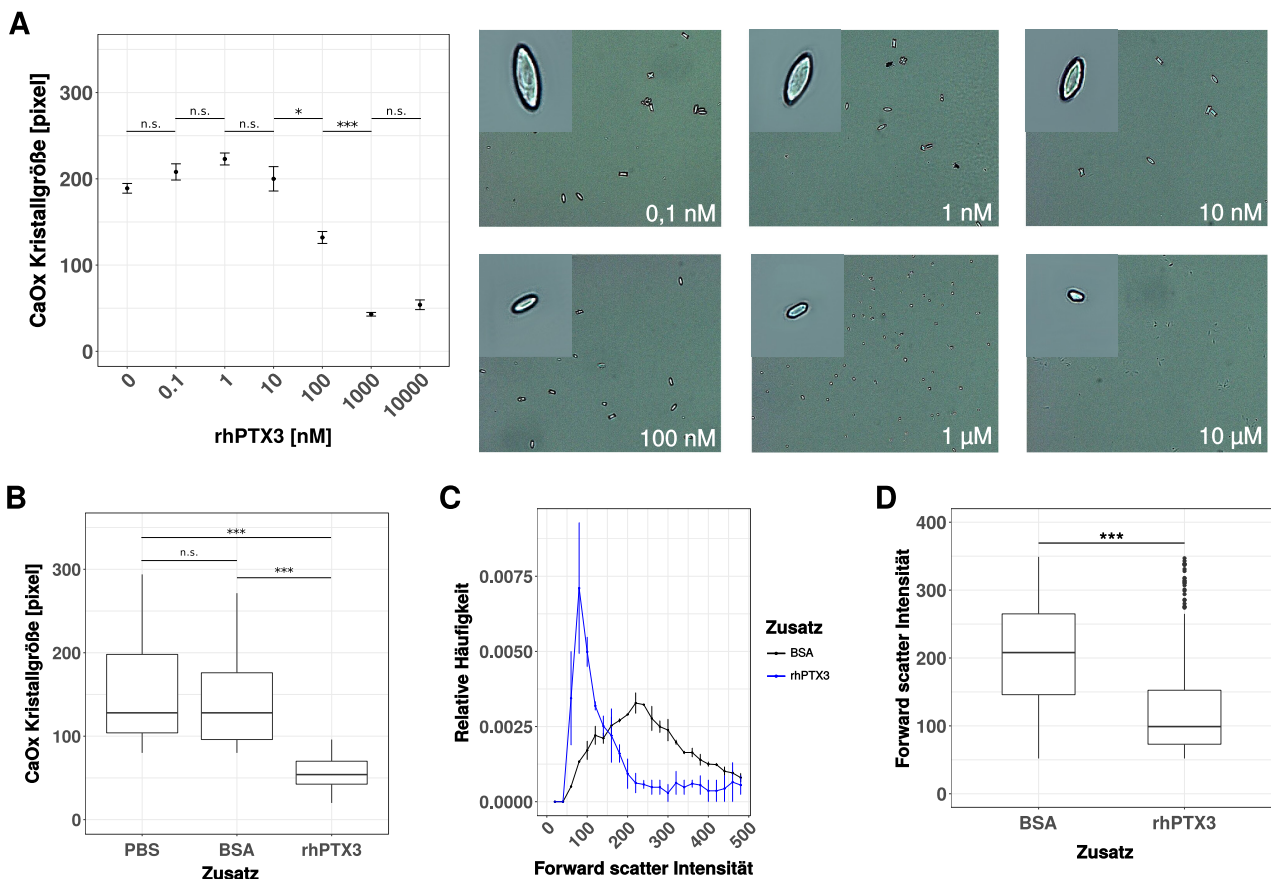 A
CaOx Kristallgröße [pixel]
300
200
100
0
n.s.
n.s.
n.s.
*
***
n.s.
0
0.1
1
10
100
1000
10000
rhPTX3 [nM]
0,1 nM
1 nM
10 nM
100 nM
1 µM
10 µM
B
CaOx Kristallgröße [pixel]
300
200
100
0
***
n.s.
***
PBS
BSA
rhPTX3
Zusatz
C
Relative Häufigkeit
0.0075
0.0050
0.0025
0.0000
0
100
200
300
400
500
Forward scatter Intensität
Zusatz
BSA
rhPTX3
D
Forward scatter Intensität
400
300
200
100
0
***
BSA
rhPTX3
Zusatz